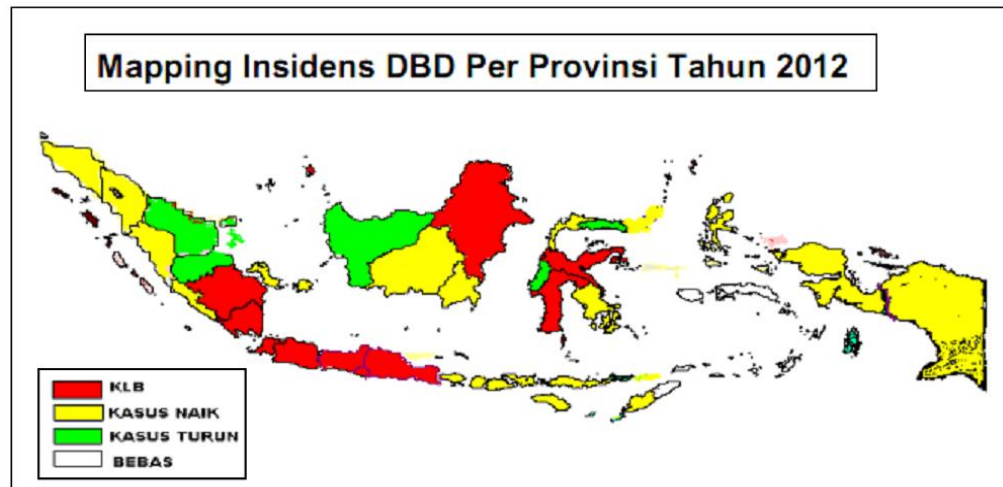 Mapping Insidens DBD Per Provinsi Tahun 2012
KLB
KASUS NAIK
KASUS TURUN
BEBAS